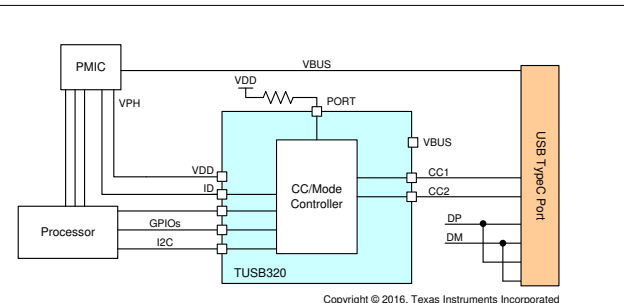 PMIC
VBUS
VDD
VPH
PORT
VBUS
VDD
CC1
ID
CC/Mode
Controller
CC2
USB TypeC Port
Processor
GPIOs
DP
I2C
DM
TUSB320
Copyright © 2016, Texas Instruments Incorporated